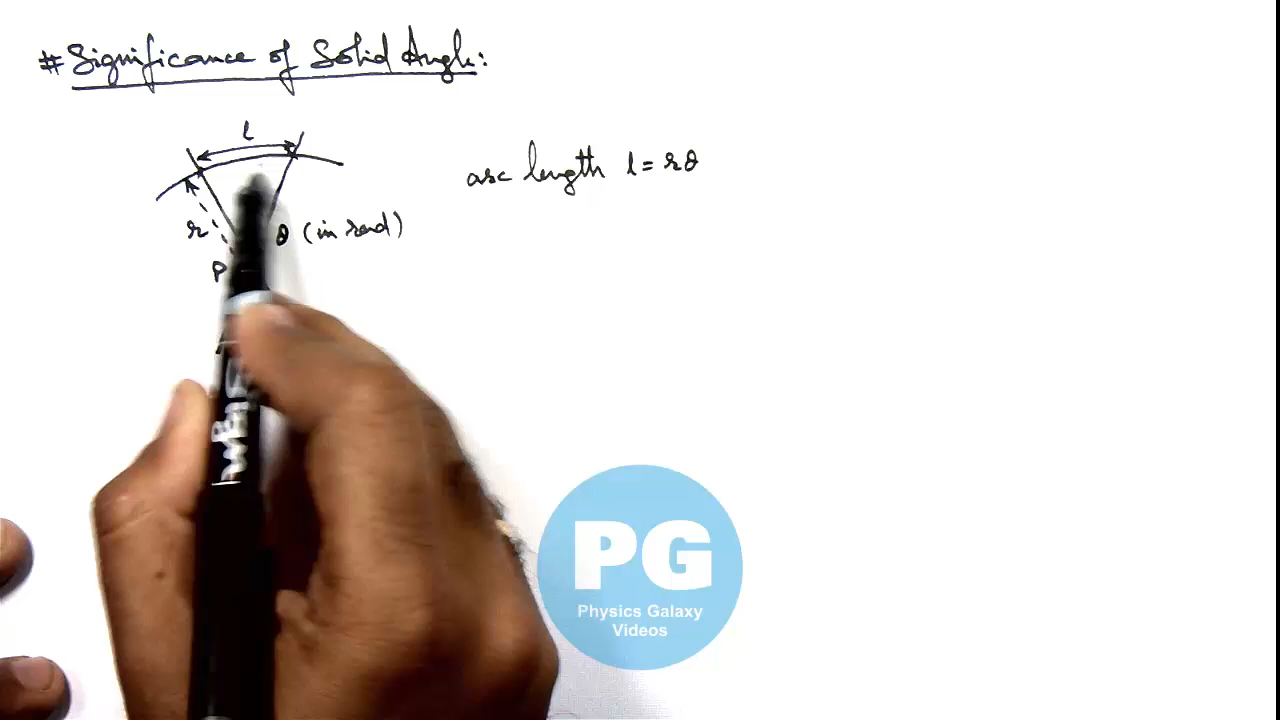 # Significance of Solid Angle:
l
arc length l = rθ
r
θ (in rad)
P
PG
Physics Galaxy
Videos